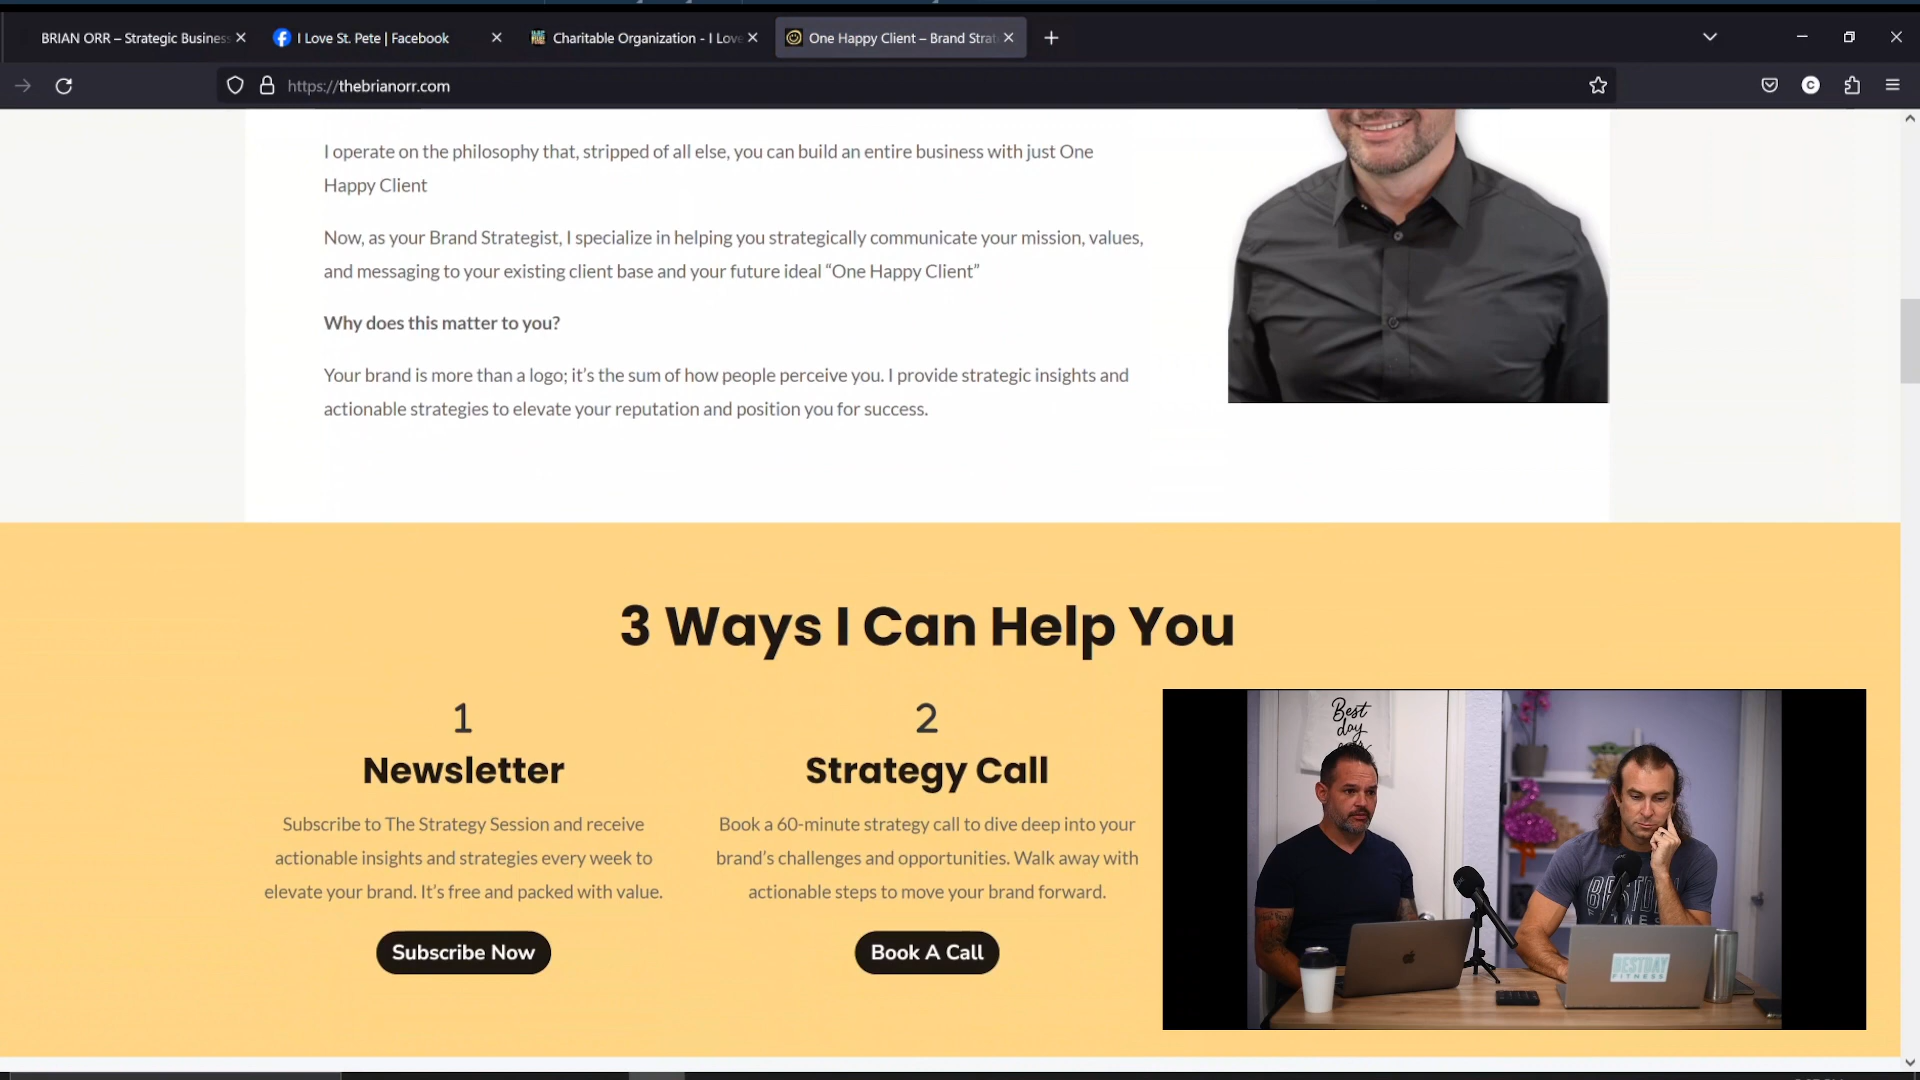 BRIAN ORR – Strategic Business
I Love St. Pete | Facebook
Charitable Organization - I Love
One Happy Client – Brand Strat
https://thebrianorr.com
I operate on the philosophy that, stripped of all else, you can build an entire business with just One
Happy Client
Now, as your Brand Strategist, I specialize in helping you strategically communicate your mission, values,
and messaging to your existing client base and your future ideal “One Happy Client”
Why does this matter to you?
Your brand is more than a logo; it’s the sum of how people perceive you. I provide strategic insights and
actionable strategies to elevate your reputation and position you for success.
3 Ways I Can Help You
1
Newsletter
Subscribe to The Strategy Session and receive
actionable insights and strategies every week to
elevate your brand. It’s free and packed with value.
Subscribe Now
2
Strategy Call
Book a 60-minute strategy call to dive deep into your
brand’s challenges and opportunities. Walk away with
actionable steps to move your brand forward.
Book A Call
Best
day
BESTDAY
FITNESS